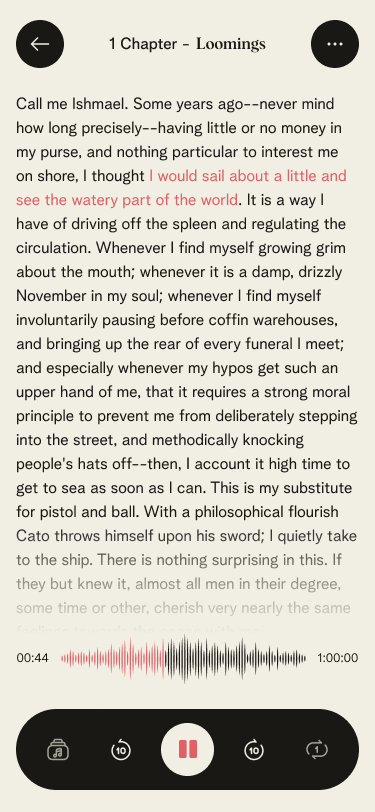 1 Chapter - Loomings
Call me Ishmael. Some years ago--never mind
how long precisely--having little or no money in
my purse, and nothing particular to interest me
on shore, I thought I would sail about a little and
see the watery part of the world. It is a way I
have of driving off the spleen and regulating the
circulation. Whenever I find myself growing grim
about the mouth; whenever it is a damp, drizzly
November in my soul; whenever I find myself
involuntarily pausing before coffin warehouses,
and bringing up the rear of every funeral I meet;
and especially whenever my hypos get such an
upper hand of me, that it requires a strong moral
principle to prevent me from deliberately stepping
into the street, and methodically knocking
people's hats off--then, I account it high time to
get to sea as soon as I can. This is my substitute
for pistol and ball. With a philosophical flourish
Cato throws himself upon his sword; I quietly take
to the ship. There is nothing surprising in this. If
they but knew it, almost all men in their degree,
some time or other, cherish very nearly the same
00:44 1:00:00
10 10 1